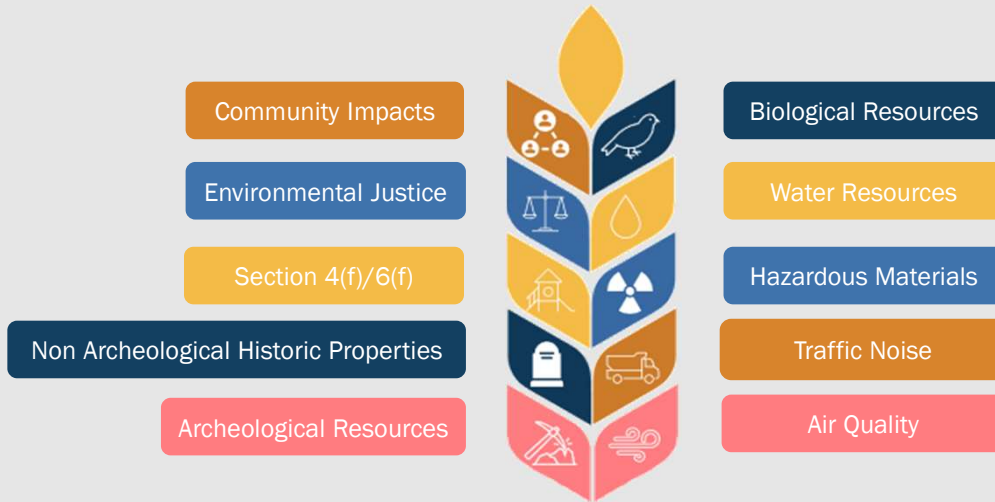 Community Impacts
Environmental Justice
Section 4(f)/6(f)
Non Archeological Historic Properties
Archeological Resources
Biological Resources
Water Resources
Hazardous Materials
Traffic Noise
Air Quality